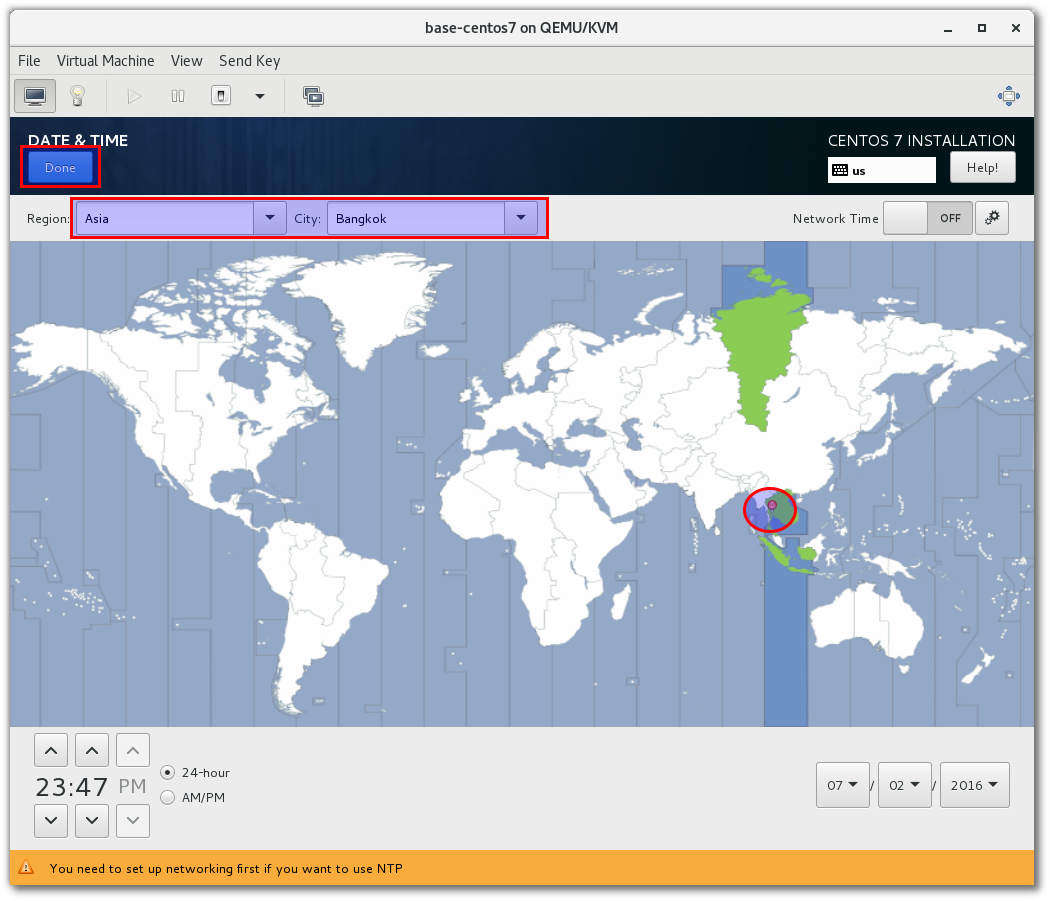 base-centos7 on QEMU/KVM
File Virtual Machine View Send Key
DATE & TIME
CENTOS 7 INSTALLATION
Done
us
Help!
Region: Asia City: Bangkok Network Time OFF
23:47 PM
24-hour
AM/PM
07 / 02 / 2016
You need to set up networking first if you want to use NTP